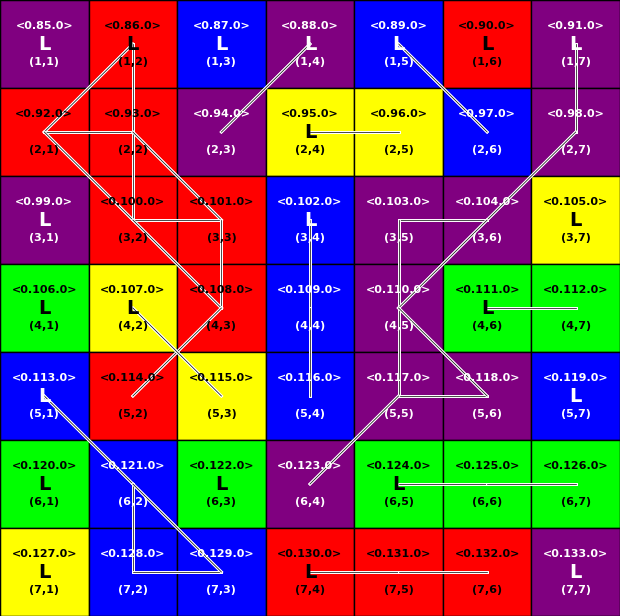 <0.85.0> <0.86.0> <0.87.0> <0.88.0> <0.89.0> <0.90.0> <0.91.0>
L L L L L L L
(1,1) (1,2) (1,3) (1,4) (1,5) (1,6) (1,7)
<0.92.0> <0.93.0> <0.94.0> <0.95.0> <0.96.0> <0.97.0> <0.98.0>
L
(2,1) (2,2) (2,3) (2,4) (2,5) (2,6) (2,7)
<0.99.0> <0.100.0> <0.101.0> <0.102.0> <0.103.0> <0.104.0> <0.105.0>
L L L
(3,1) (3,2) (3,3) (3,4) (3,5) (3,6) (3,7)
<0.106.0> <0.107.0> <0.108.0> <0.109.0> <0.110.0> <0.111.0> <0.112.0>
L L L
(4,1) (4,2) (4,3) (4,4) (4,5) (4,6) (4,7)
<0.113.0> <0.114.0> <0.115.0> <0.116.0> <0.117.0> <0.118.0> <0.119.0>
L L
(5,1) (5,2) (5,3) (5,4) (5,5) (5,6) (5,7)
<0.120.0> <0.121.0> <0.122.0> <0.123.0> <0.124.0> <0.125.0> <0.126.0>
L L L
(6,1) (6,2) (6,3) (6,4) (6,5) (6,6) (6,7)
<0.127.0> <0.128.0> <0.129.0> <0.130.0> <0.131.0> <0.132.0> <0.133.0>
L L L
(7,1) (7,2) (7,3) (7,4) (7,5) (7,6) (7,7)